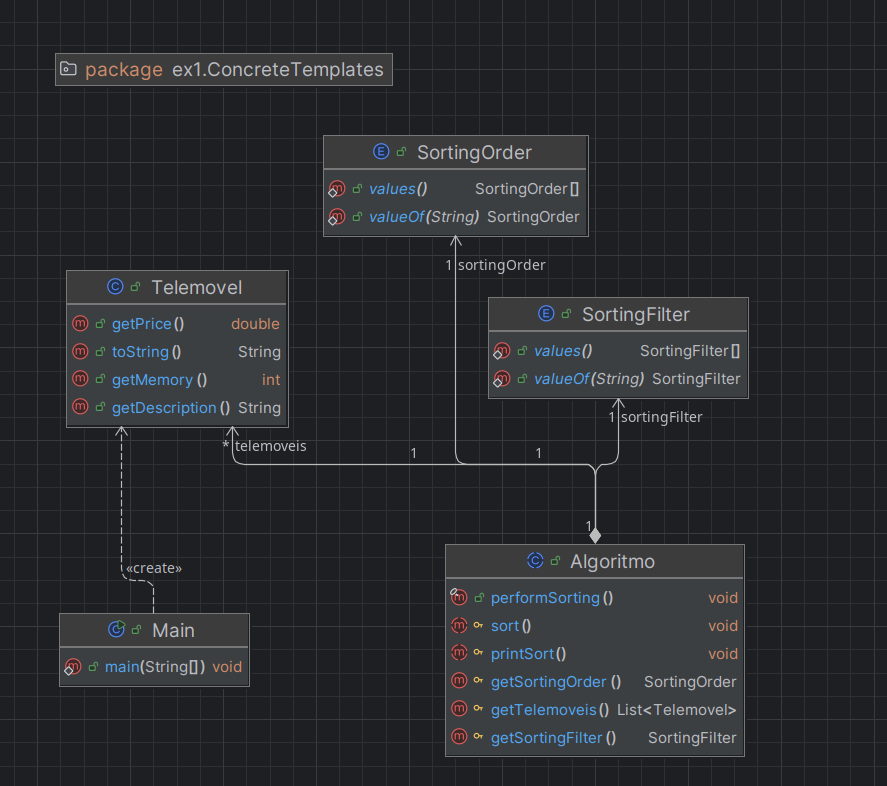 package ex1.ConcreteTemplates
SortingOrder
values() SortingOrder[]
valueOf(String) SortingOrder
1 sortingOrder
Telemovel
getPrice() double
toString() String
getMemory() int
getDescription() String
SortingFilter
values() SortingFilter[]
valueOf(String) SortingFilter
1 sortingFilter
* telemoveis
1
1
1
«create»
Algoritmo
performSorting() void
sort() void
printSort() void
getSortingOrder() SortingOrder
getTelemoveis() List<Telemovel>
getSortingFilter() SortingFilter
Main
main(String[]) void